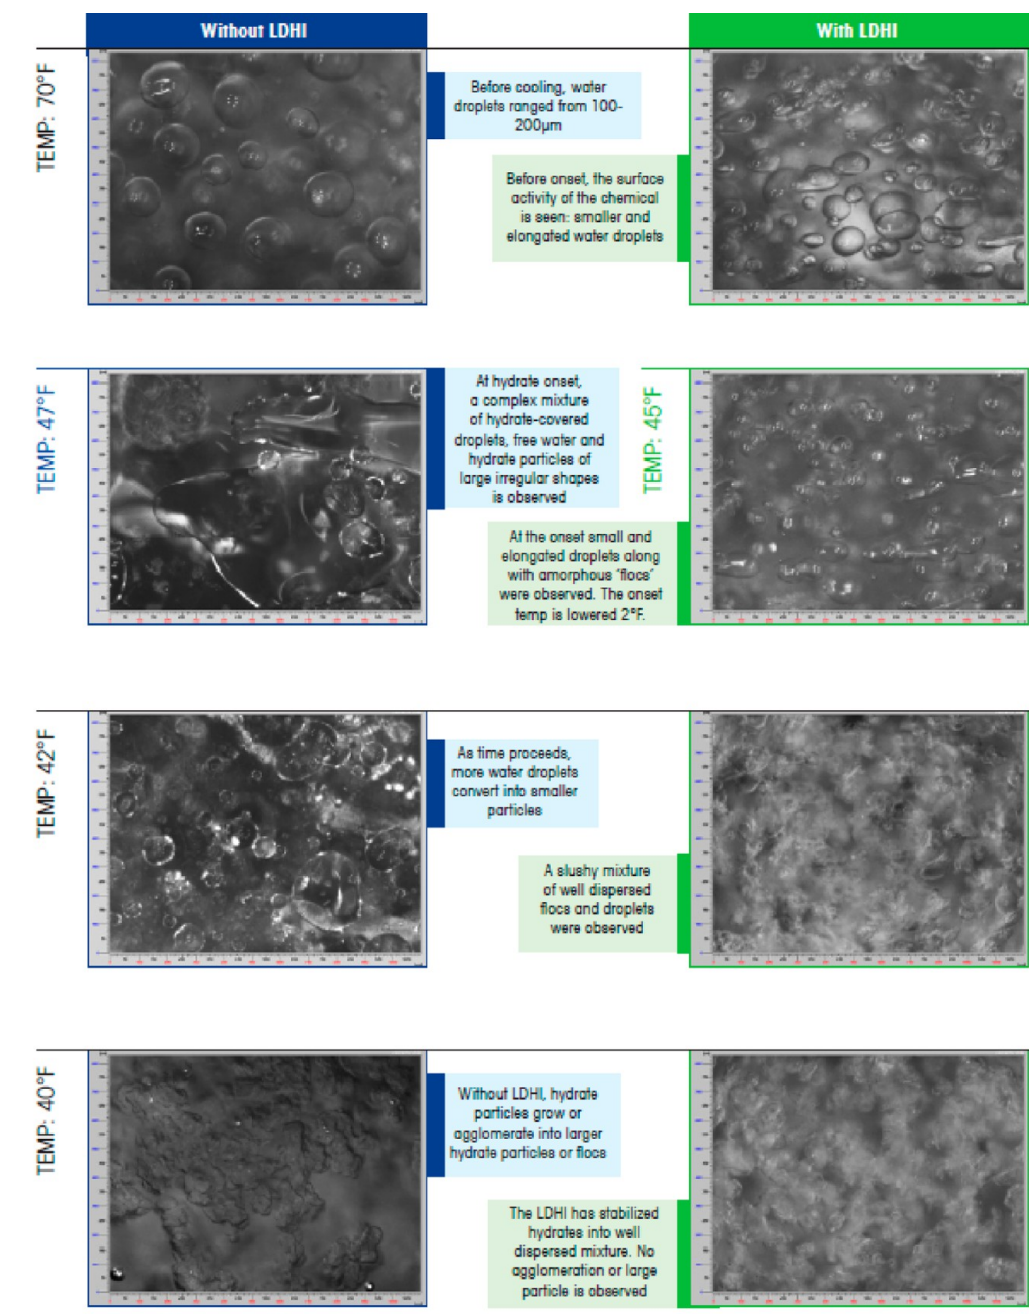 Without LDHI
With LDHI
TEMP: 70°F
Before cooling, water
droplets ranged from 100-
200µm
Before onset, the surface
activity of the chemical
is seen: smaller and
elongated water droplets
TEMP: 47°F
At hydrate onset,
a complex mixture
of hydrate-covered
droplets, free water and
hydrate particles of
large irregular shapes
is observed
TEMP: 45°F
At the onset small and
elongated droplets along
with amorphous 'flocs'
were observed. The onset
temp is lowered 2°F.
TEMP: 42°F
As time proceeds,
more water droplets
convert into smaller
particles
A slushy mixture
of well dispersed
flocs and droplets
were observed
TEMP: 40°F
Without LDHI, hydrate
particles grow or
agglomerate into larger
hydrate particles or flocs
The LDHI has stabilized
hydrates into well
dispersed mixture. No
agglomeration or large
particle is observed